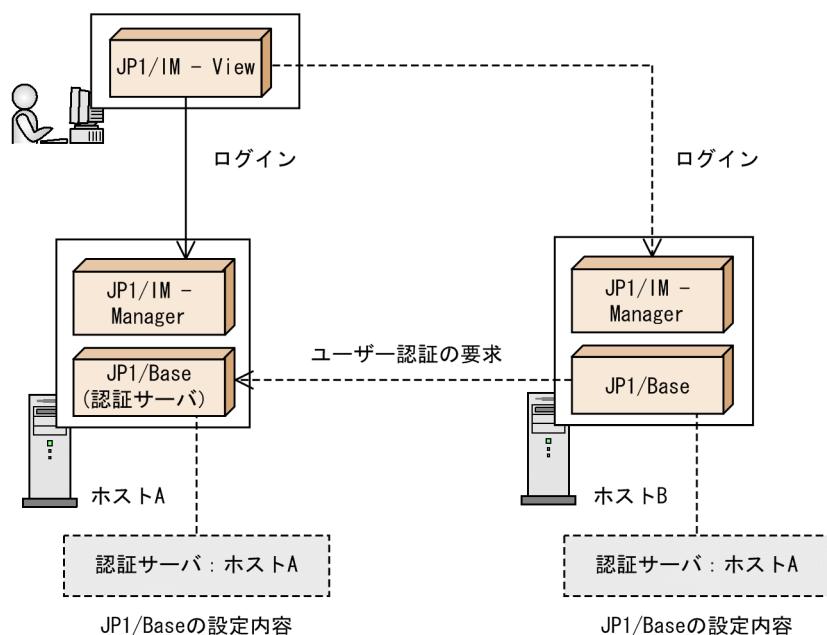 JP1/IM - View
ログイン
ログイン
JP1/IM -
Manager
JP1/IM -
Manager
ユーザー認証の要求
JP1/Base
(認証サーバ)
JP1/Base
ホストA
ホストB
認証サーバ：ホストA
認証サーバ：ホストA
JP1/Baseの設定内容
JP1/Baseの設定内容